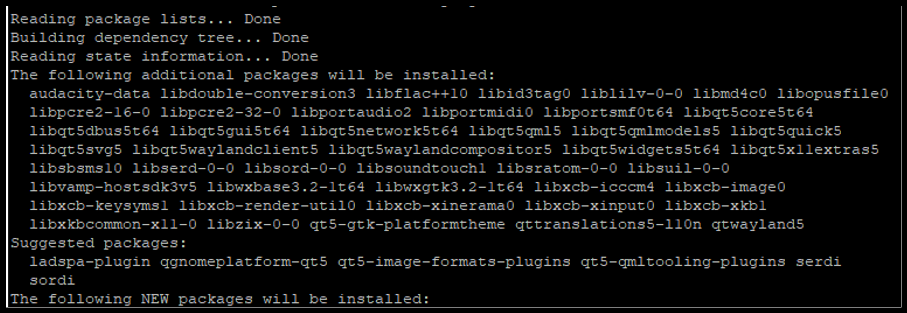 Reading package lists... Done
Building dependency tree... Done
Reading state information... Done
The following additional packages will be installed:
audacity-data libdouble-conversion3 libflac++10 libid3tag0 liblilv-0-0 libmd4c0 libopusfile0
libpcre2-16-0 libpcre2-32-0 libportaudio2 libportmidi0 libportsmf0t64 libqt5core5t64
libqt5dbus5t64 libqt5gui5t64 libqt5network5t64 libqt5qml5 libqt5qmlmodels5 libqt5quick5
libqt5svg5 libqt5waylandclient5 libqt5waylandcompositor5 libqt5widgets5t64 libqt5x11extras5
libsbsms10 libserd-0-0 libsord-0-0 libsoundtouch1 libsratom-0-0 libsuil-0-0
libvamp-hostsdk3v5 libwxbase3.2-1t64 libwxgtk3.2-1t64 libxcb-icccm4 libxcb-image0
libxcb-keysyms1 libxcb-render-util0 libxcb-xinerama0 libxcb-xinput0 libxcb-xkb1
libxkbcommon-x11-0 libzix-0-0 qt5-gtk-platformtheme qttranslations5-l10n qtwayland5
Suggested packages:
ladspa-plugin qgnomeplatform-qt5 qt5-image-formats-plugins qt5-qmltooling-plugins serdi
sordi
The following NEW packages will be installed: